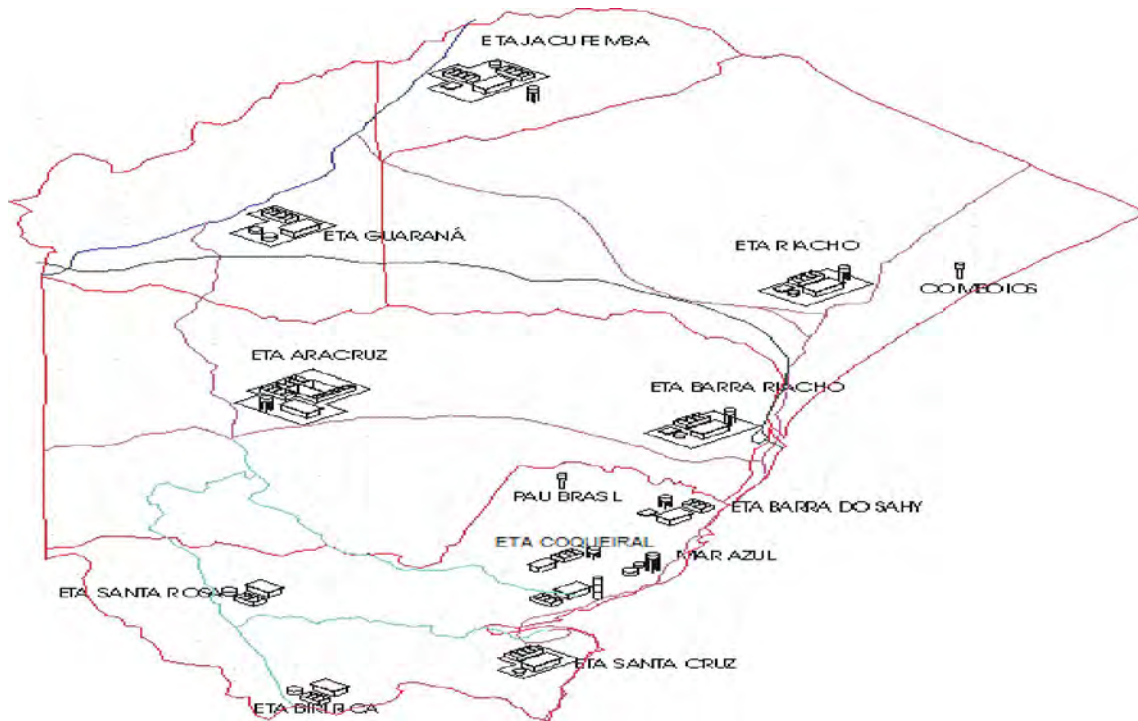 ETA JACUPEMBA
ETA GUARANÁ
ETA RIACHO
COMBOIOS
ETA ARACRUZ
ETA BARRA RIACHO
PAU BRASIL
ETA BARRA DO SAHY
ETA COQUEIRAL
MAR AZUL
ETA SANTA ROSA
ETA SANTA CRUZ
ETA BIRIRICA